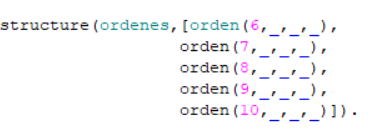 structure(ordenes,[orden(6,_,_,_),
orden(7,_,_,_),
orden(8,_,_,_),
orden(9,_,_,_),
orden(10,_,_,_)]).